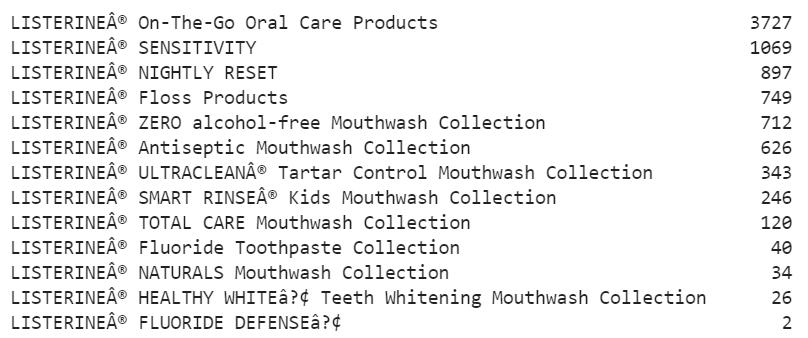 LISTERINEÂ® On-The-Go Oral Care Products 3727
LISTERINEÂ® SENSITIVITY 1069
LISTERINEÂ® NIGHTLY RESET 897
LISTERINEÂ® Floss Products 749
LISTERINEÂ® ZERO alcohol-free Mouthwash Collection 712
LISTERINEÂ® Antiseptic Mouthwash Collection 626
LISTERINEÂ® ULTRACLEANÂ® Tartar Control Mouthwash Collection 343
LISTERINEÂ® SMART RINSEÂ® Kids Mouthwash Collection 246
LISTERINEÂ® TOTAL CARE Mouthwash Collection 120
LISTERINEÂ® Fluoride Toothpaste Collection 40
LISTERINEÂ® NATURALS Mouthwash Collection 34
LISTERINEÂ® HEALTHY WHITEâ?¢ Teeth Whitening Mouthwash Collection 26
LISTERINEÂ® FLUORIDE DEFENSEâ?¢ 2